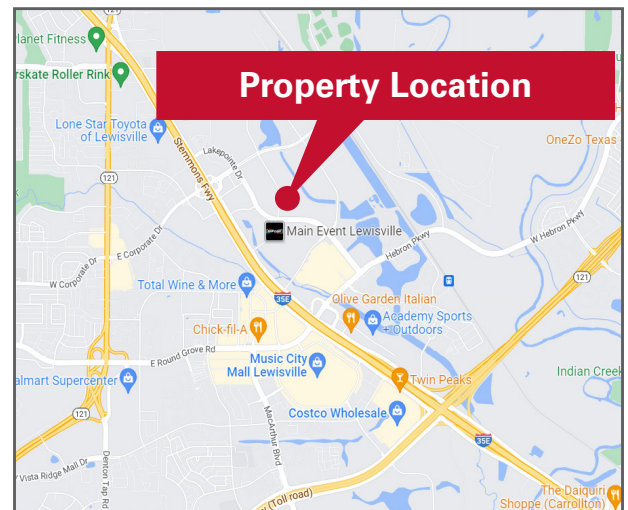 lanet Fitness
rskate Roller Rink
Property Location
Lone Star Toyota
of Lewisville
OneZo Texas
121
Stemmons Fwy
Lakepointe Dr
E Corporate Dr
W Corporate Dr
Main Event Lewisville
Hebron Pkwy
W Hebron Pkwy
121
Total Wine & More
35E
Olive Garden Italian
Academy Sports
+ Outdoors
Chick-fil-A
E Round Grove Rd
Music City
Mall Lewisville
Twin Peaks
Indian Creek
almart Supercenter
Costco Wholesale
121
MacArthur Blvd
35E
Vista Ridge Mall Dr
Denton Tap Rd
(Toll road)
The Daiquiri
Shoppe (Carrollton)